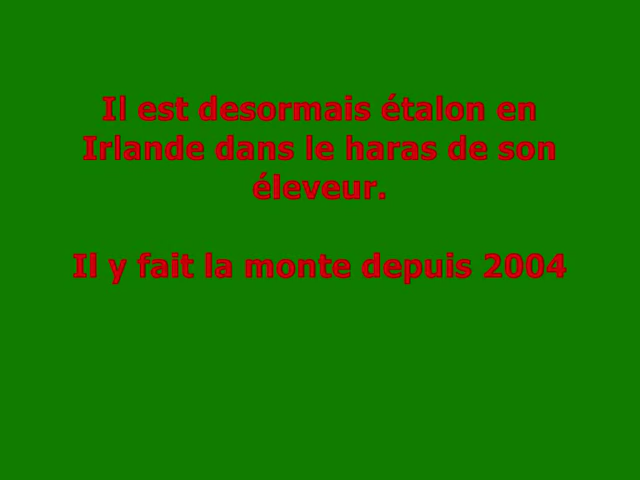 Il est desormais étalon en
Irlande dans le haras de son
éleveur.
Il y fait la monte depuis 2004